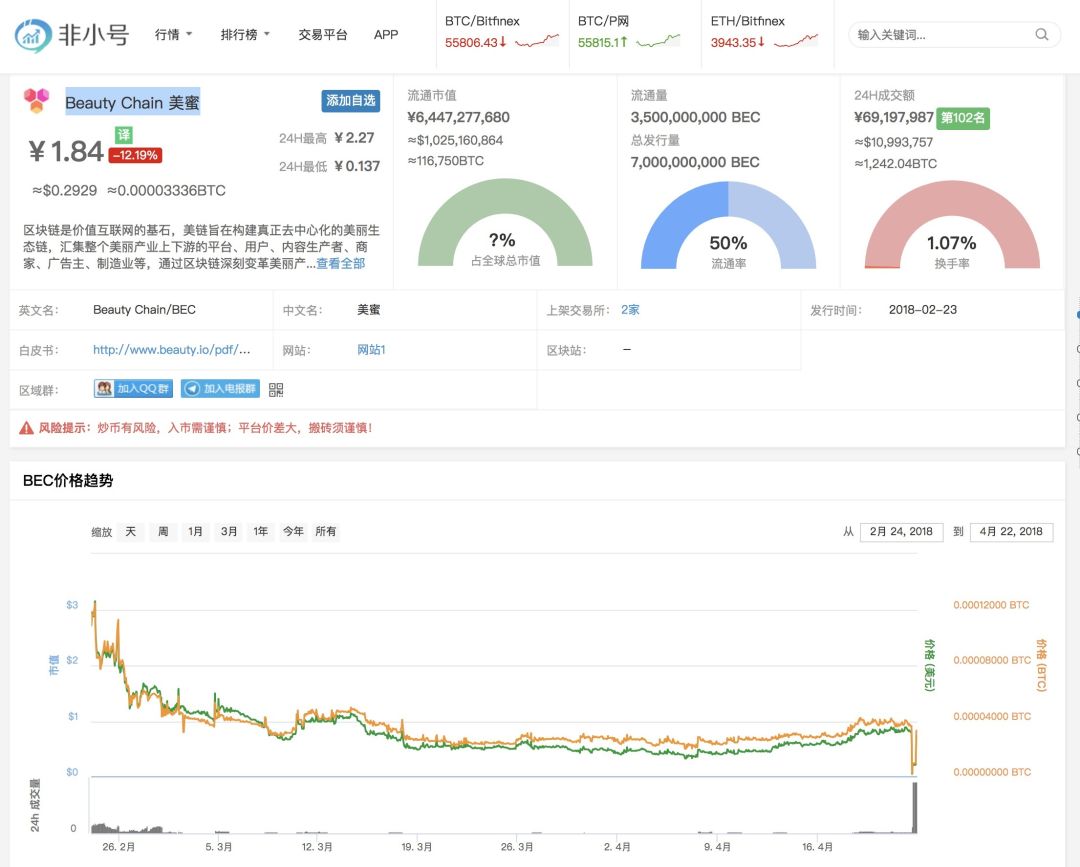 非小号
行情
排行榜
交易平台
APP
BTC/Bitfinex
55806.43↓
BTC/P网
55815.1↑
ETH/Bitfinex
3943.35↓
输入关键词...
Beauty Chain 美蜜
添加自选
¥1.84
译
-12.19%
24H最高 ¥2.27
24H最低 ¥0.137
≈$0.2929 ≈0.00003336BTC
区块链是价值互联网的基石，美链旨在构建真正去中心化的美丽生
态链，汇集整个美丽产业上下游的平台、用户、内容生产者、商
家、广告主、制造业等，通过区块链深刻变革美丽产...查看全部
流通市值
¥6,447,277,680
≈$1,025,160,864
≈116,750BTC
?%
占全球总市值
流通量
3,500,000,000 BEC
总发行量
7,000,000,000 BEC
50%
流通率
24H成交额
¥69,197,987 第102名
≈$10,993,757
≈1,242.04BTC
1.07%
换手率
英文名： Beauty Chain/BEC
中文名： 美蜜
上架交易所： 2家
发行时间： 2018-02-23
白皮书： http://www.beauty.io/pdf/...
网站： 网站1
区块站： –
区域群： 加入QQ群 加入电报群
风险提示：炒币有风险，入市需谨慎；平台价差大，搬砖须谨慎！
BEC价格趋势
缩放 天 周 1月 3月 1年 今年 所有
从 2月 24, 2018 到 4月 22, 2018
$3
$2
$1
$0
市值
24h 成交量
0
0.00012000 BTC
0.00008000 BTC
0.00004000 BTC
0.00000000 BTC
价格 (美元)
价格 (BTC)
26. 2月
5. 3月
12. 3月
19. 3月
26. 3月
2. 4月
9. 4月
16. 4月